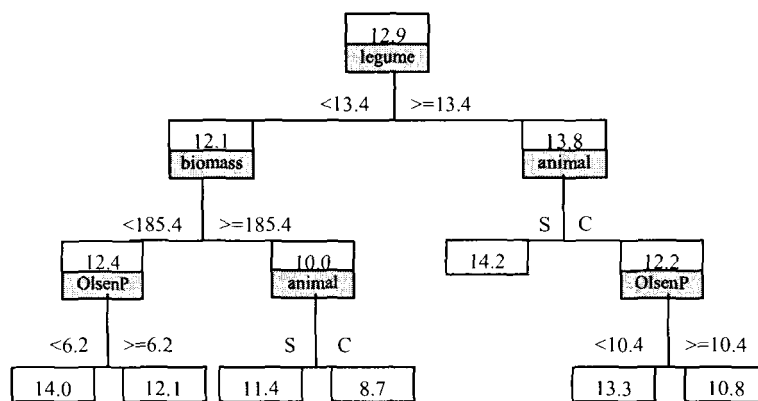 12.9
legume
<13.4 >=13.4
12.1 13.8
biomass animal
<185.4 >=185.4 S C
12.4 10.0 14.2 12.2
OlsenP animal OlsenP
<6.2 >=6.2 S C <10.4 >=10.4
14.0 12.1 11.4 8.7 13.3 10.8